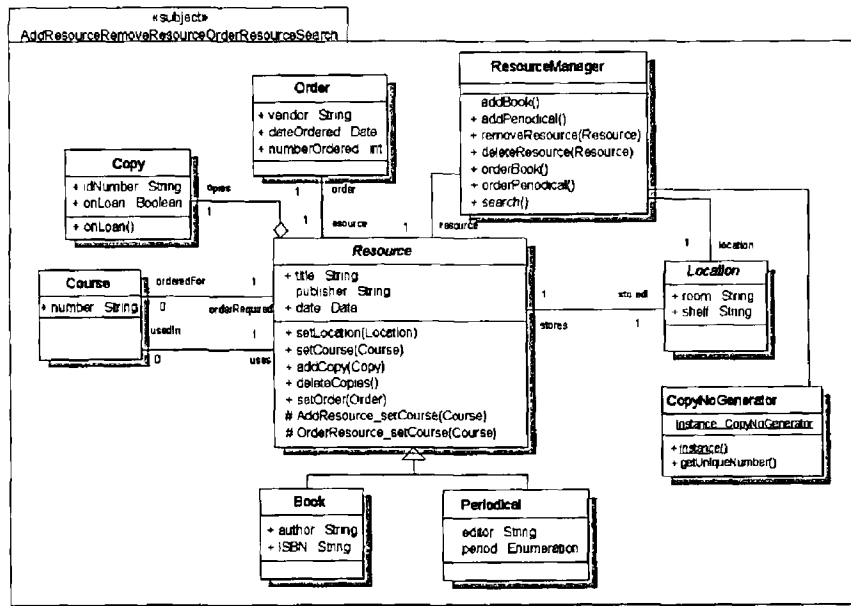 «subject»
AddResourceRemoveResourceOrderResourceSearch
Order
+ vendor String
+ dateOrdered Date
+ numberOrdered int
ResourceManager
addBook()
+ addPeriodical()
+ removeResource(Resource)
+ deleteResource(Resource)
+ orderBook()
+ orderPeriodical()
+ search()
Copy
+ idNumber String
+ onLoan Boolean
+ onLoan()
opies
1
1
order
1
esource
1
resource
1
location
Resource
+ title String
publisher String
+ date Data
+ setLocation(Location)
+ setCourse(Course)
+ addCopy(Copy)
+ deleteCopies()
+ setOrder(Order)
# AddResource_setCourse(Course)
# OrderResource_setCourse(Course)
Course
+ number String
orderedFor
1
0
orderRequired
usedIn
1
0
uses
1
stores
1
Location
+ room String
+ shelf String
CopyNoGenerator
Instance CopyNoGenerator
+ instance()
+ getUniqueNumber()
Book
+ author String
+ ISBN String
Periodical
editor String
period Enumeration